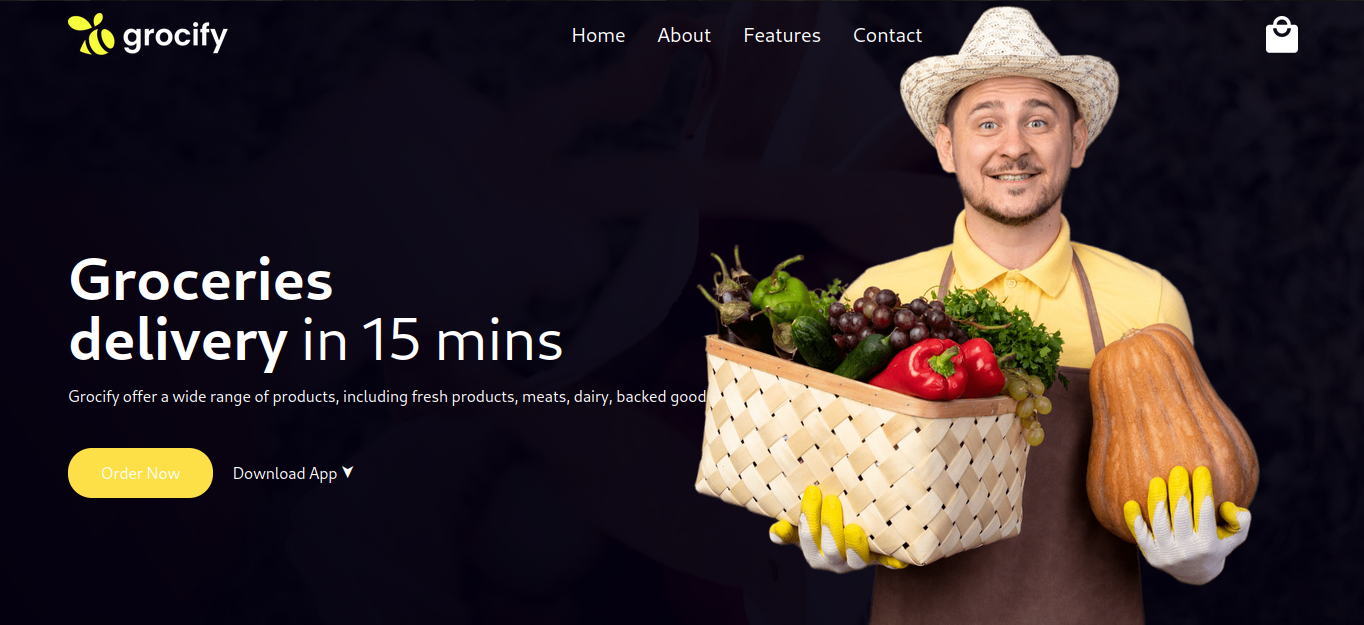 grocify
Home About Features Contact
Groceries
delivery in 15 mins
Grocify offer a wide range of products, including fresh products, meats, dairy, backed good
Order Now Download App